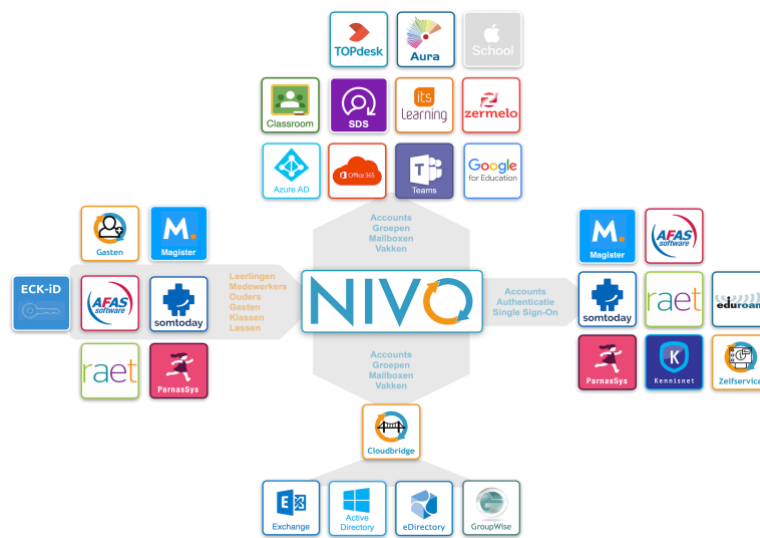 TOPdesk
Aura
School
Classroom
SDS
its
Learning
zermelo
Azure AD
Office 365
Teams
Google
for Education
Accounts
Groepen
Mailboxen
Vakken
Gasten
M.
Magister
ECK-iD
AFAS
software
somtoday
raet
ParnasSys
Leerlingen
Medewerkers
Ouders
Gasten
Klassen
Lessen
NIVO
Accounts
Authenticatie
Single Sign-On
M.
Magister
AFAS
software
somtoday
raet
eduroam
ParnasSys
K
Kennisnet
Zelfservice
Accounts
Groepen
Mailboxen
Vakken
Cloudbridge
E
Exchange
Active
Directory
eDirectory
GroupWise